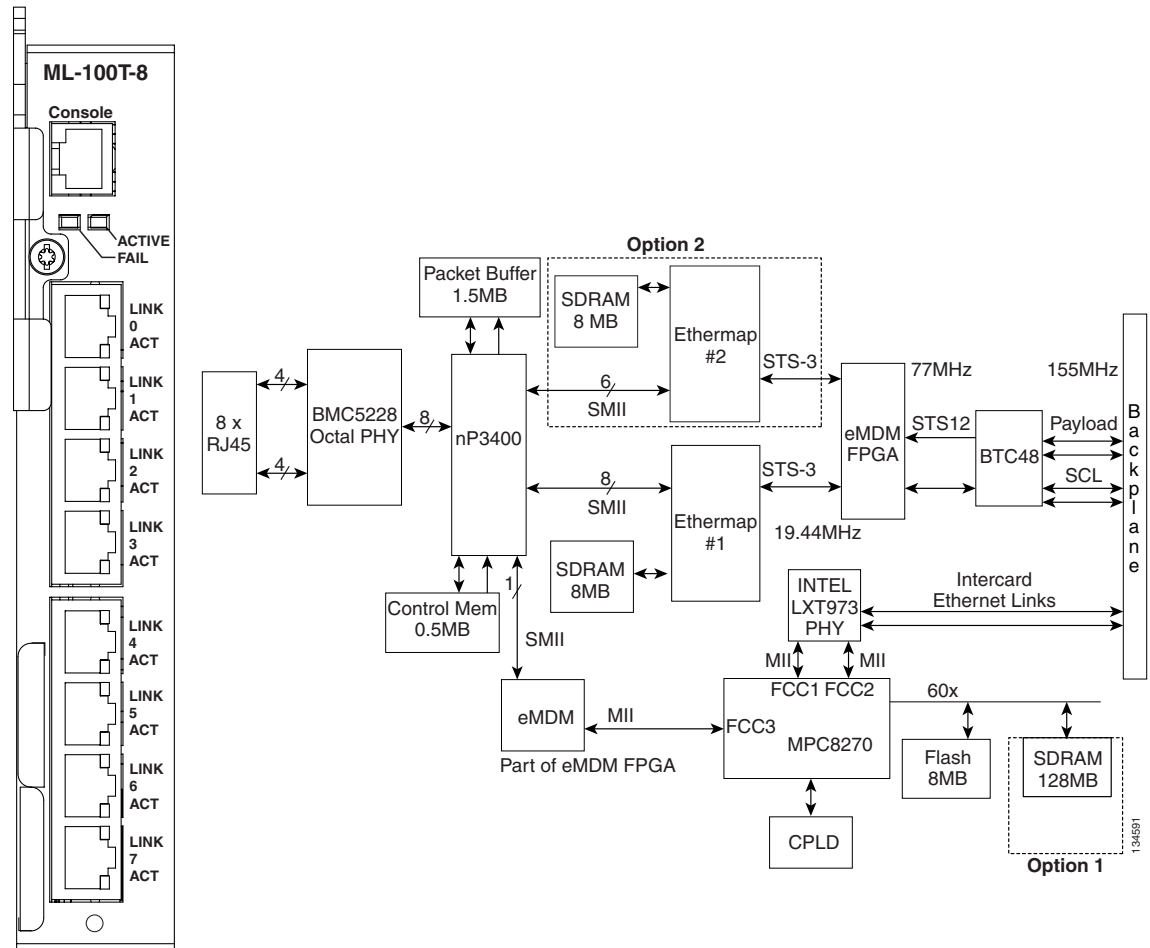 ML-100T-8
Console
ACTIVE
FAIL
LINK
0
ACT
LINK
1
ACT
LINK
2
ACT
LINK
3
ACT
LINK
4
ACT
LINK
5
ACT
LINK
6
ACT
LINK
7
ACT
8 x
RJ45
4
4
BMC5228
Octal PHY
8
Packet Buffer
1.5MB
nP3400
Control Mem
0.5MB
1
SMII
Option 2
SDRAM
8 MB
Ethermap
#2
6
SMII
STS-3
8
SMII
Ethermap
#1
STS-3
SDRAM
8MB
eMDM
FPGA
77MHz
19.44MHz
STS12
BTC48
155MHz
Payload
SCL
Backplane
INTEL
LXT973
PHY
Intercard
Ethernet Links
MII
MII
FCC1 FCC2
FCC3
MPC8270
60x
eMDM
MII
Part of eMDM FPGA
CPLD
Flash
8MB
SDRAM
128MB
Option 1
134591